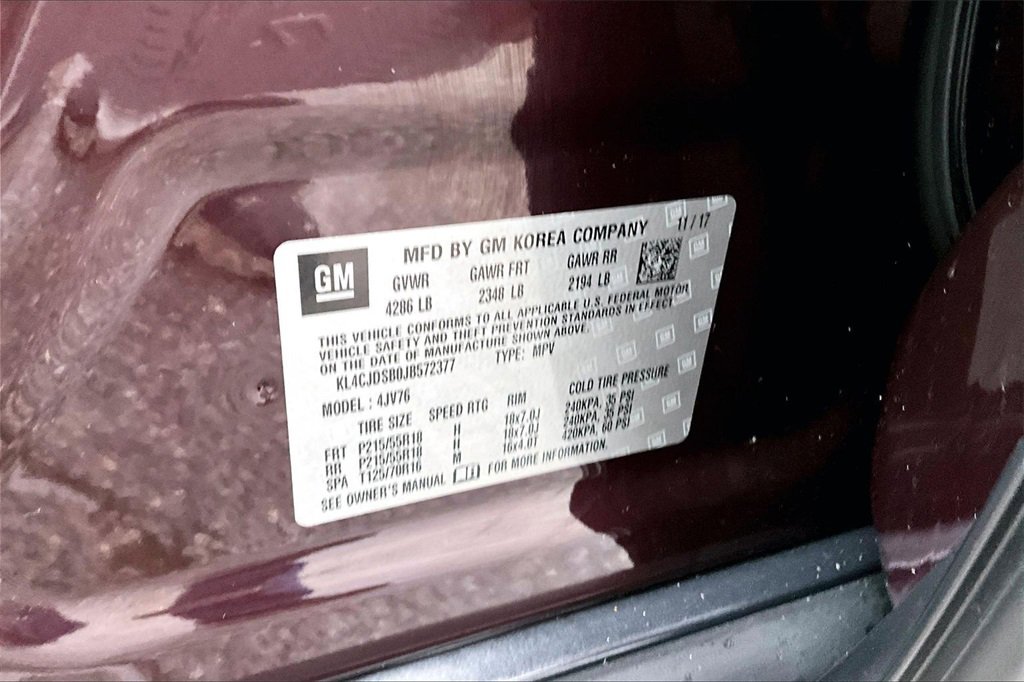 GM
MFD BY GM KOREA COMPANY 11/17
GVWR GAWR FRT GAWR RR
4286 LB 2348 LB 2194 LB
THIS VEHICLE CONFORMS TO ALL APPLICABLE U.S. FEDERAL MOTOR
VEHICLE SAFETY AND THEFT PREVENTION STANDARDS IN EFFECT
ON THE DATE OF MANUFACTURE SHOWN ABOVE.
KL4CJDSB0JB572377 TYPE: MPV
MODEL: 4JV76
TIRE SIZE SPEED RTG RIM COLD TIRE PRESSURE
FRT P215/55R18 H 18x7.0J 240KPA, 35 PSI
RR P215/55R18 H 18x7.0J 240KPA, 35 PSI
SPA T125/70R16 M 16x4.0T 420KPA, 60 PSI
SEE OWNER'S MANUAL FOR MORE INFORMATION.